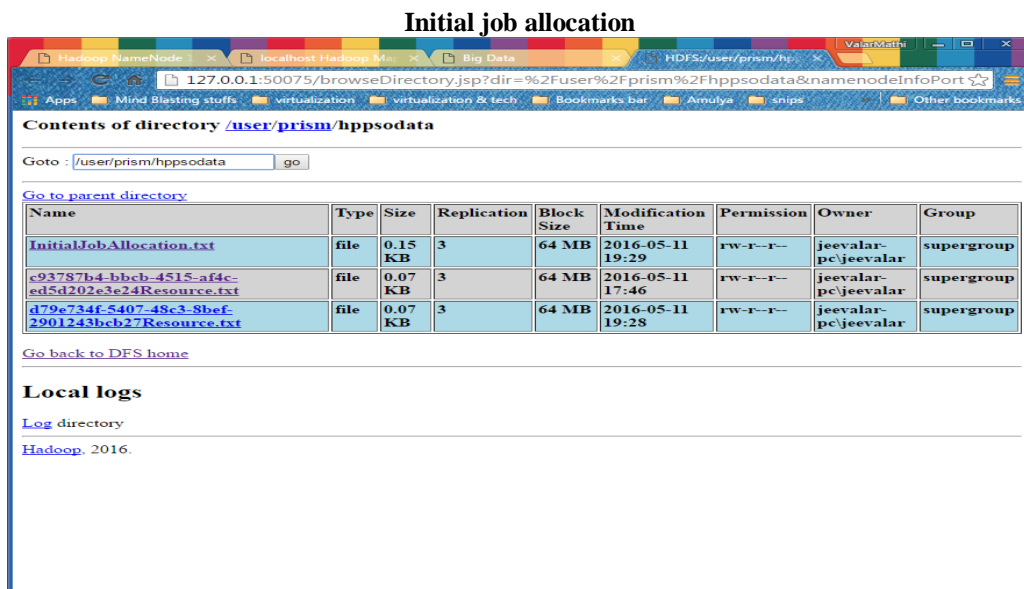 Initial job allocation
ValarMathi
Hadoop NameNode
localhost Hadoop Ma
Big Data
HDFS:/user/prism/hpp
127.0.0.1:50075/browseDirectory.jsp?dir=%2Fuser%2Fprism%2Fhppsodata&namenodeInfoPort
Apps Mind Blasting stuffs virtualization virtualization & tech Bookmarks bar Amulya snips » Other bookmarks
Contents of directory /user/prism/hppsodata
Goto : /user/prism/hppsodata go
Go to parent directory
Name Type Size Replication Block Size Modification Time Permission Owner Group
InitialJobAllocation.txt file 0.15 KB 3 64 MB 2016-05-11 19:29 rw-r--r-- jeevalar-pc\jeevalar supergroup
c93787b4-bbcb-4515-af4c-ed5d202e3e24Resource.txt file 0.07 KB 3 64 MB 2016-05-11 17:46 rw-r--r-- jeevalar-pc\jeevalar supergroup
d79e734f-5407-48c3-8bef-2901243bcb27Resource.txt file 0.07 KB 3 64 MB 2016-05-11 19:28 rw-r--r-- jeevalar-pc\jeevalar supergroup
Go back to DFS home
Local logs
Log directory
Hadoop, 2016.